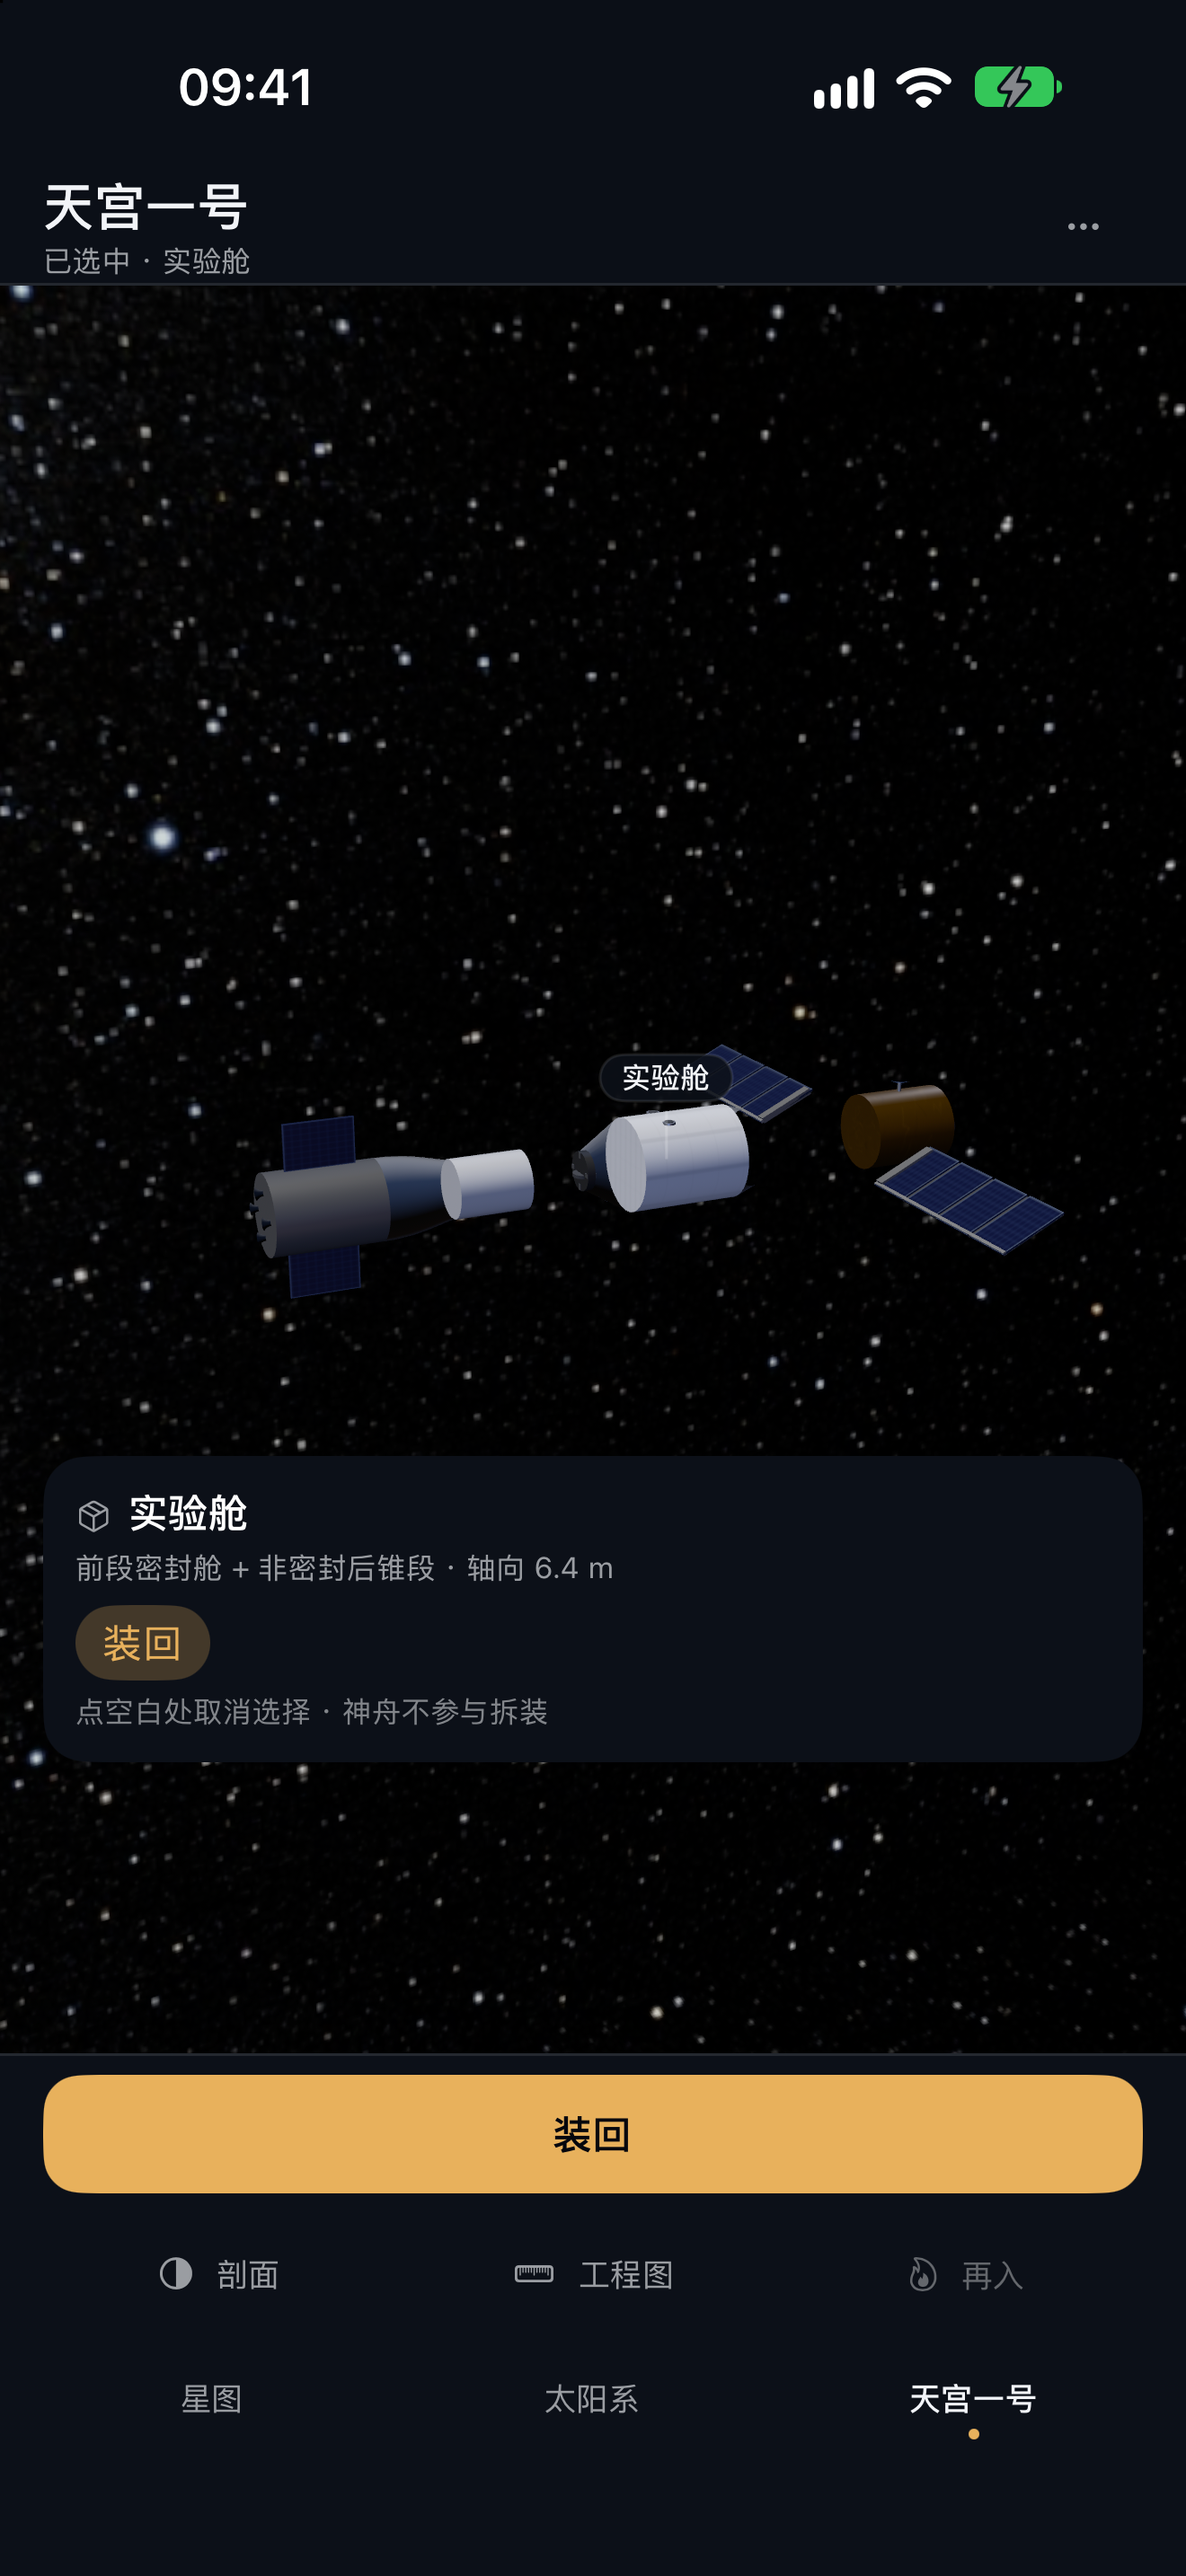 09:41
天宫一号
已选中 · 实验舱
实验舱
实验舱
前段密封舱 + 非密封后锥段 · 轴向 6.4 m
装回
点空白处取消选择 · 神舟不参与拆装
装回
剖面 工程图 再入
星图 太阳系 天宫一号